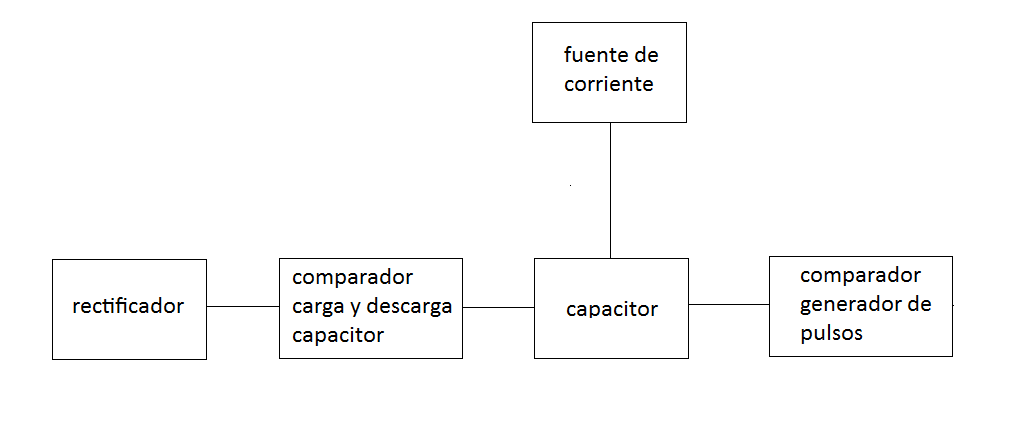 fuente de
corriente
rectificador
comparador
carga y descarga
capacitor
capacitor
comparador
generador de
pulsos